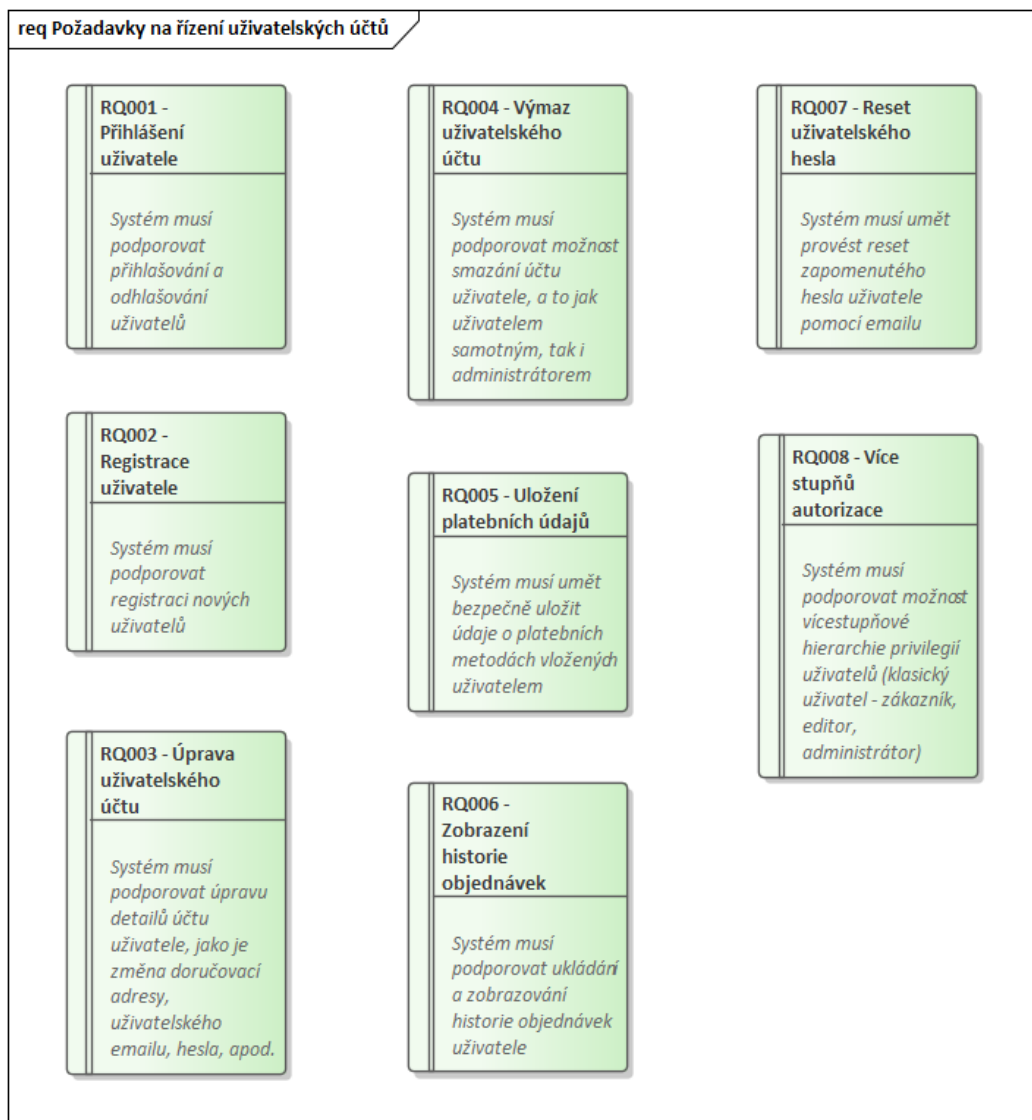 req Požadavky na řízení uživatelských účtů
RQ001 -
Přihlášení
uživatele
Systém musí
podporovat
přihlašování a
odhlašování
uživatelů
RQ002 -
Registrace
uživatele
Systém musí
podporovat
registraci nových
uživatelů
RQ003 - Úprava
uživatelského
účtu
Systém musí
podporovat úpravu
detailů účtu
uživatele, jako je
změna doručovací
adresy,
uživatelského
emailu, hesla, apod.
RQ004 - Výmaz
uživatelského
účtu
Systém musí
podporovat možnost
smazání účtu
uživatele, a to jak
uživatelem
samotným, tak i
administrátorem
RQ005 - Uložení
platebních údajů
Systém musí umět
bezpečně uložit
údaje o platebních
metodách vložených
uživatelem
RQ006 -
Zobrazení
historie
objednávek
Systém musí
podporovat ukládání
a zobrazování
historie objednávek
uživatele
RQ007 - Reset
uživatelského
hesla
Systém musí umět
provést reset
zapomenutého
hesla uživatele
pomocí emailu
RQ008 - Více
stupňů
autorizace
Systém musí
podporovat možnost
vícestupňové
hierarchie privilegií
uživatelů (klasický
uživatel - zákazník,
editor,
administrátor)